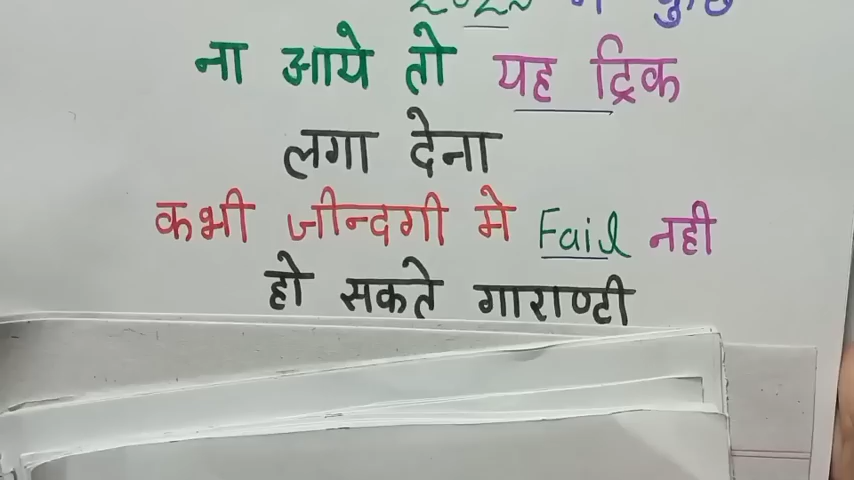 में कुछ
ना आये तो यह ट्रिक
लगा देना
कभी जीन्दगी मे Fail नही
हो सकते गाराण्टी